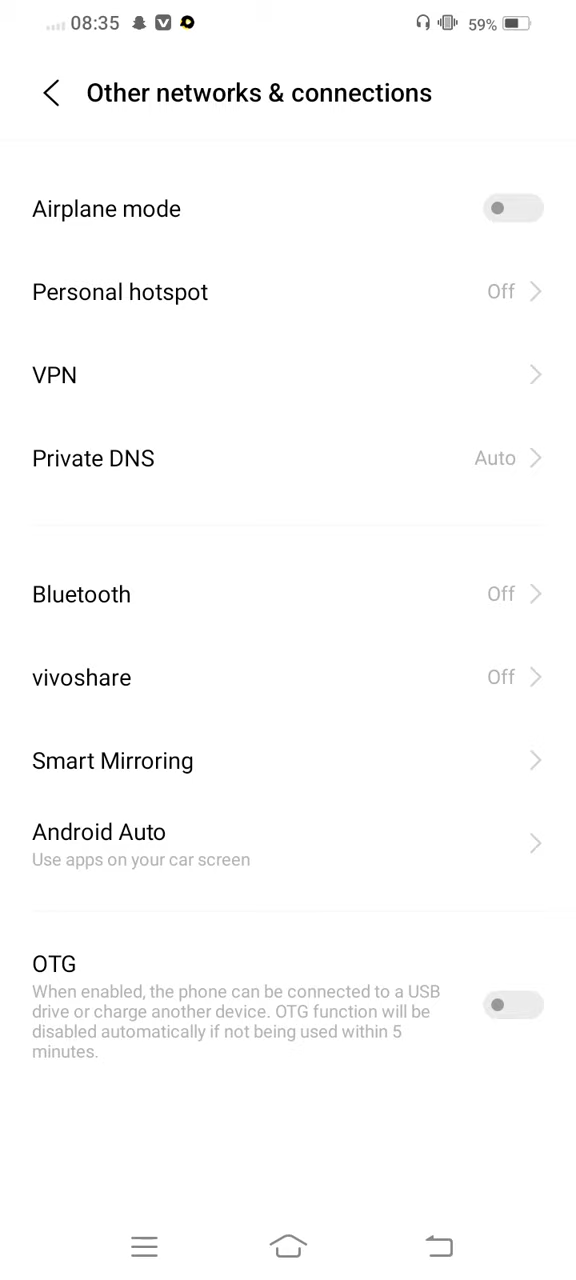 08:35
59%
Other networks & connections
Airplane mode
Personal hotspot Off
VPN
Private DNS Auto
Bluetooth Off
vivoshare Off
Smart Mirroring
Android Auto
Use apps on your car screen
OTG
When enabled, the phone can be connected to a USB
drive or charge another device. OTG function will be
disabled automatically if not being used within 5
minutes.